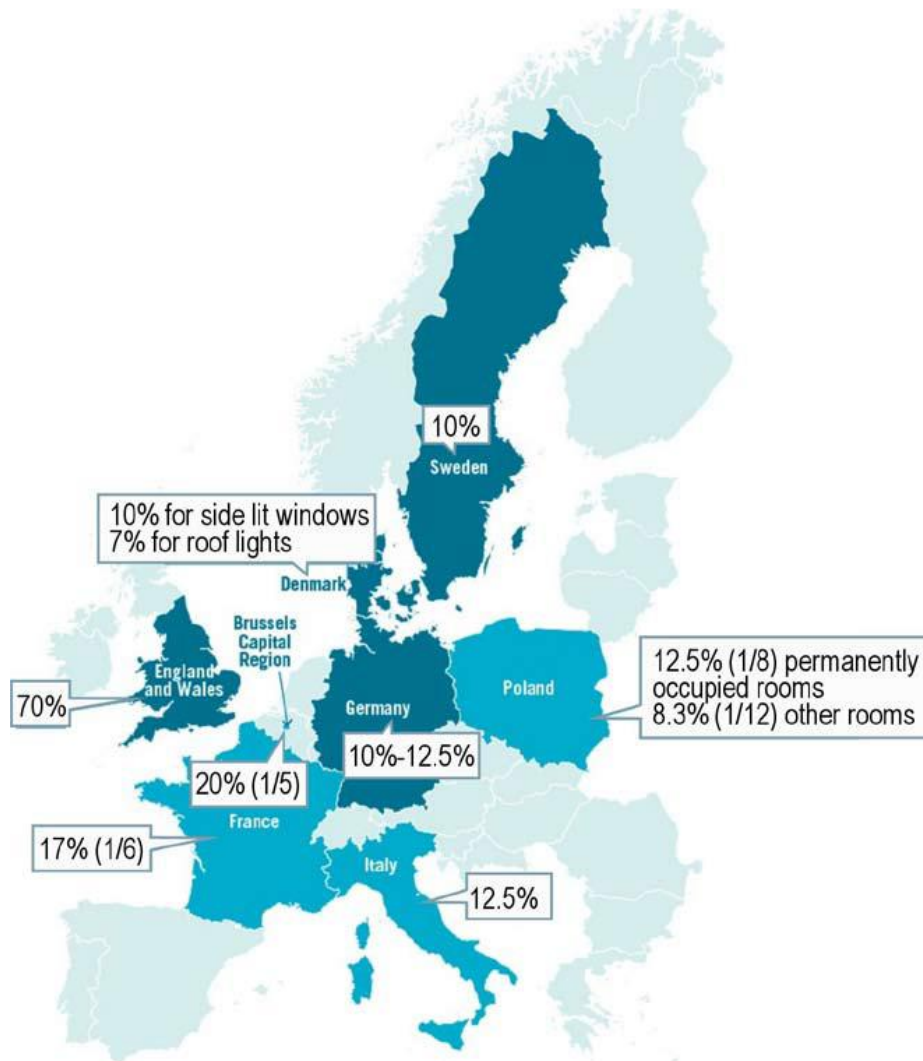 10%
Sweden
10% for side lit windows
7% for roof lights
Denmark
Brussels
Capital
Region
England
and Wales
70%
Germany
10%-12.5%
Poland
12.5% (1/8) permanently
occupied rooms
8.3% (1/12) other rooms
20% (1/5)
France
17% (1/6)
Italy
12.5%